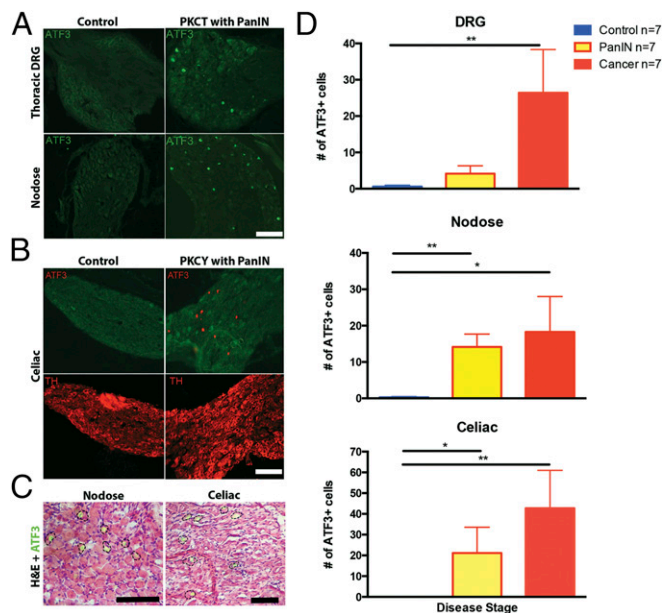 A
Control
PKCT with PanIN
Thoracic DRG
ATF3
ATF3
Nodose
ATF3
ATF3
B
Control
PKCY with PanIN
Celiac
ATF3
ATF3
TH
TH
C
Nodose
Celiac
H&E + ATF3
D
Control n=7
PanIN n=7
Cancer n=7
DRG
# of ATF3+ cells
40
30
20
10
0
**
Nodose
# of ATF3+ cells
40
30
20
10
0
**
*
Celiac
# of ATF3+ cells
70
60
50
40
30
20
10
0
*
**
Disease Stage